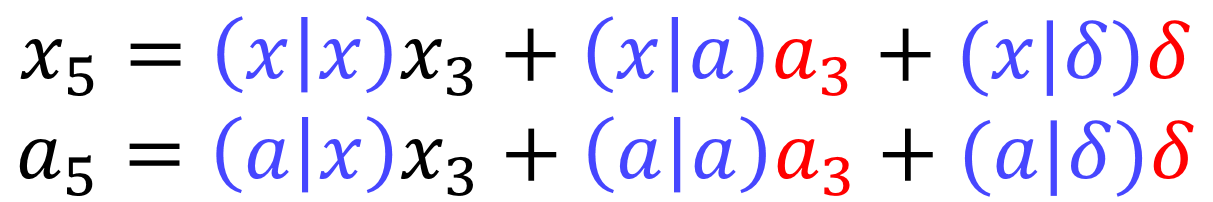 x₅ = (x|x)x₃ + (x|a)a₃ + (x|δ)δ
a₅ = (a|x)x₃ + (a|a)a₃ + (a|δ)δ